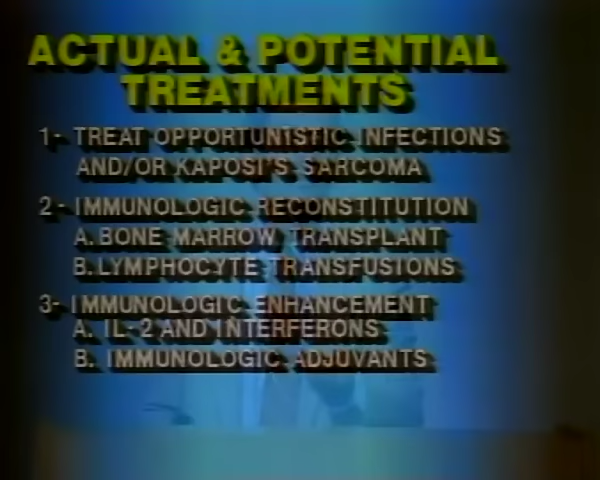 ACTUAL & POTENTIAL
TREATMENTS
1- TREAT OPPORTUNISTIC INFECTIONS
AND/OR KAPOSI'S SARCOMA
2- IMMUNOLOGIC RECONSTITUTION
A. BONE MARROW TRANSPLANT
B. LYMPHOCYTE TRANSFUSIONS
3- IMMUNOLOGIC ENHANCEMENT
A. IL-2 AND INTERFERONS
B. IMMUNOLOGIC ADJUVANTS